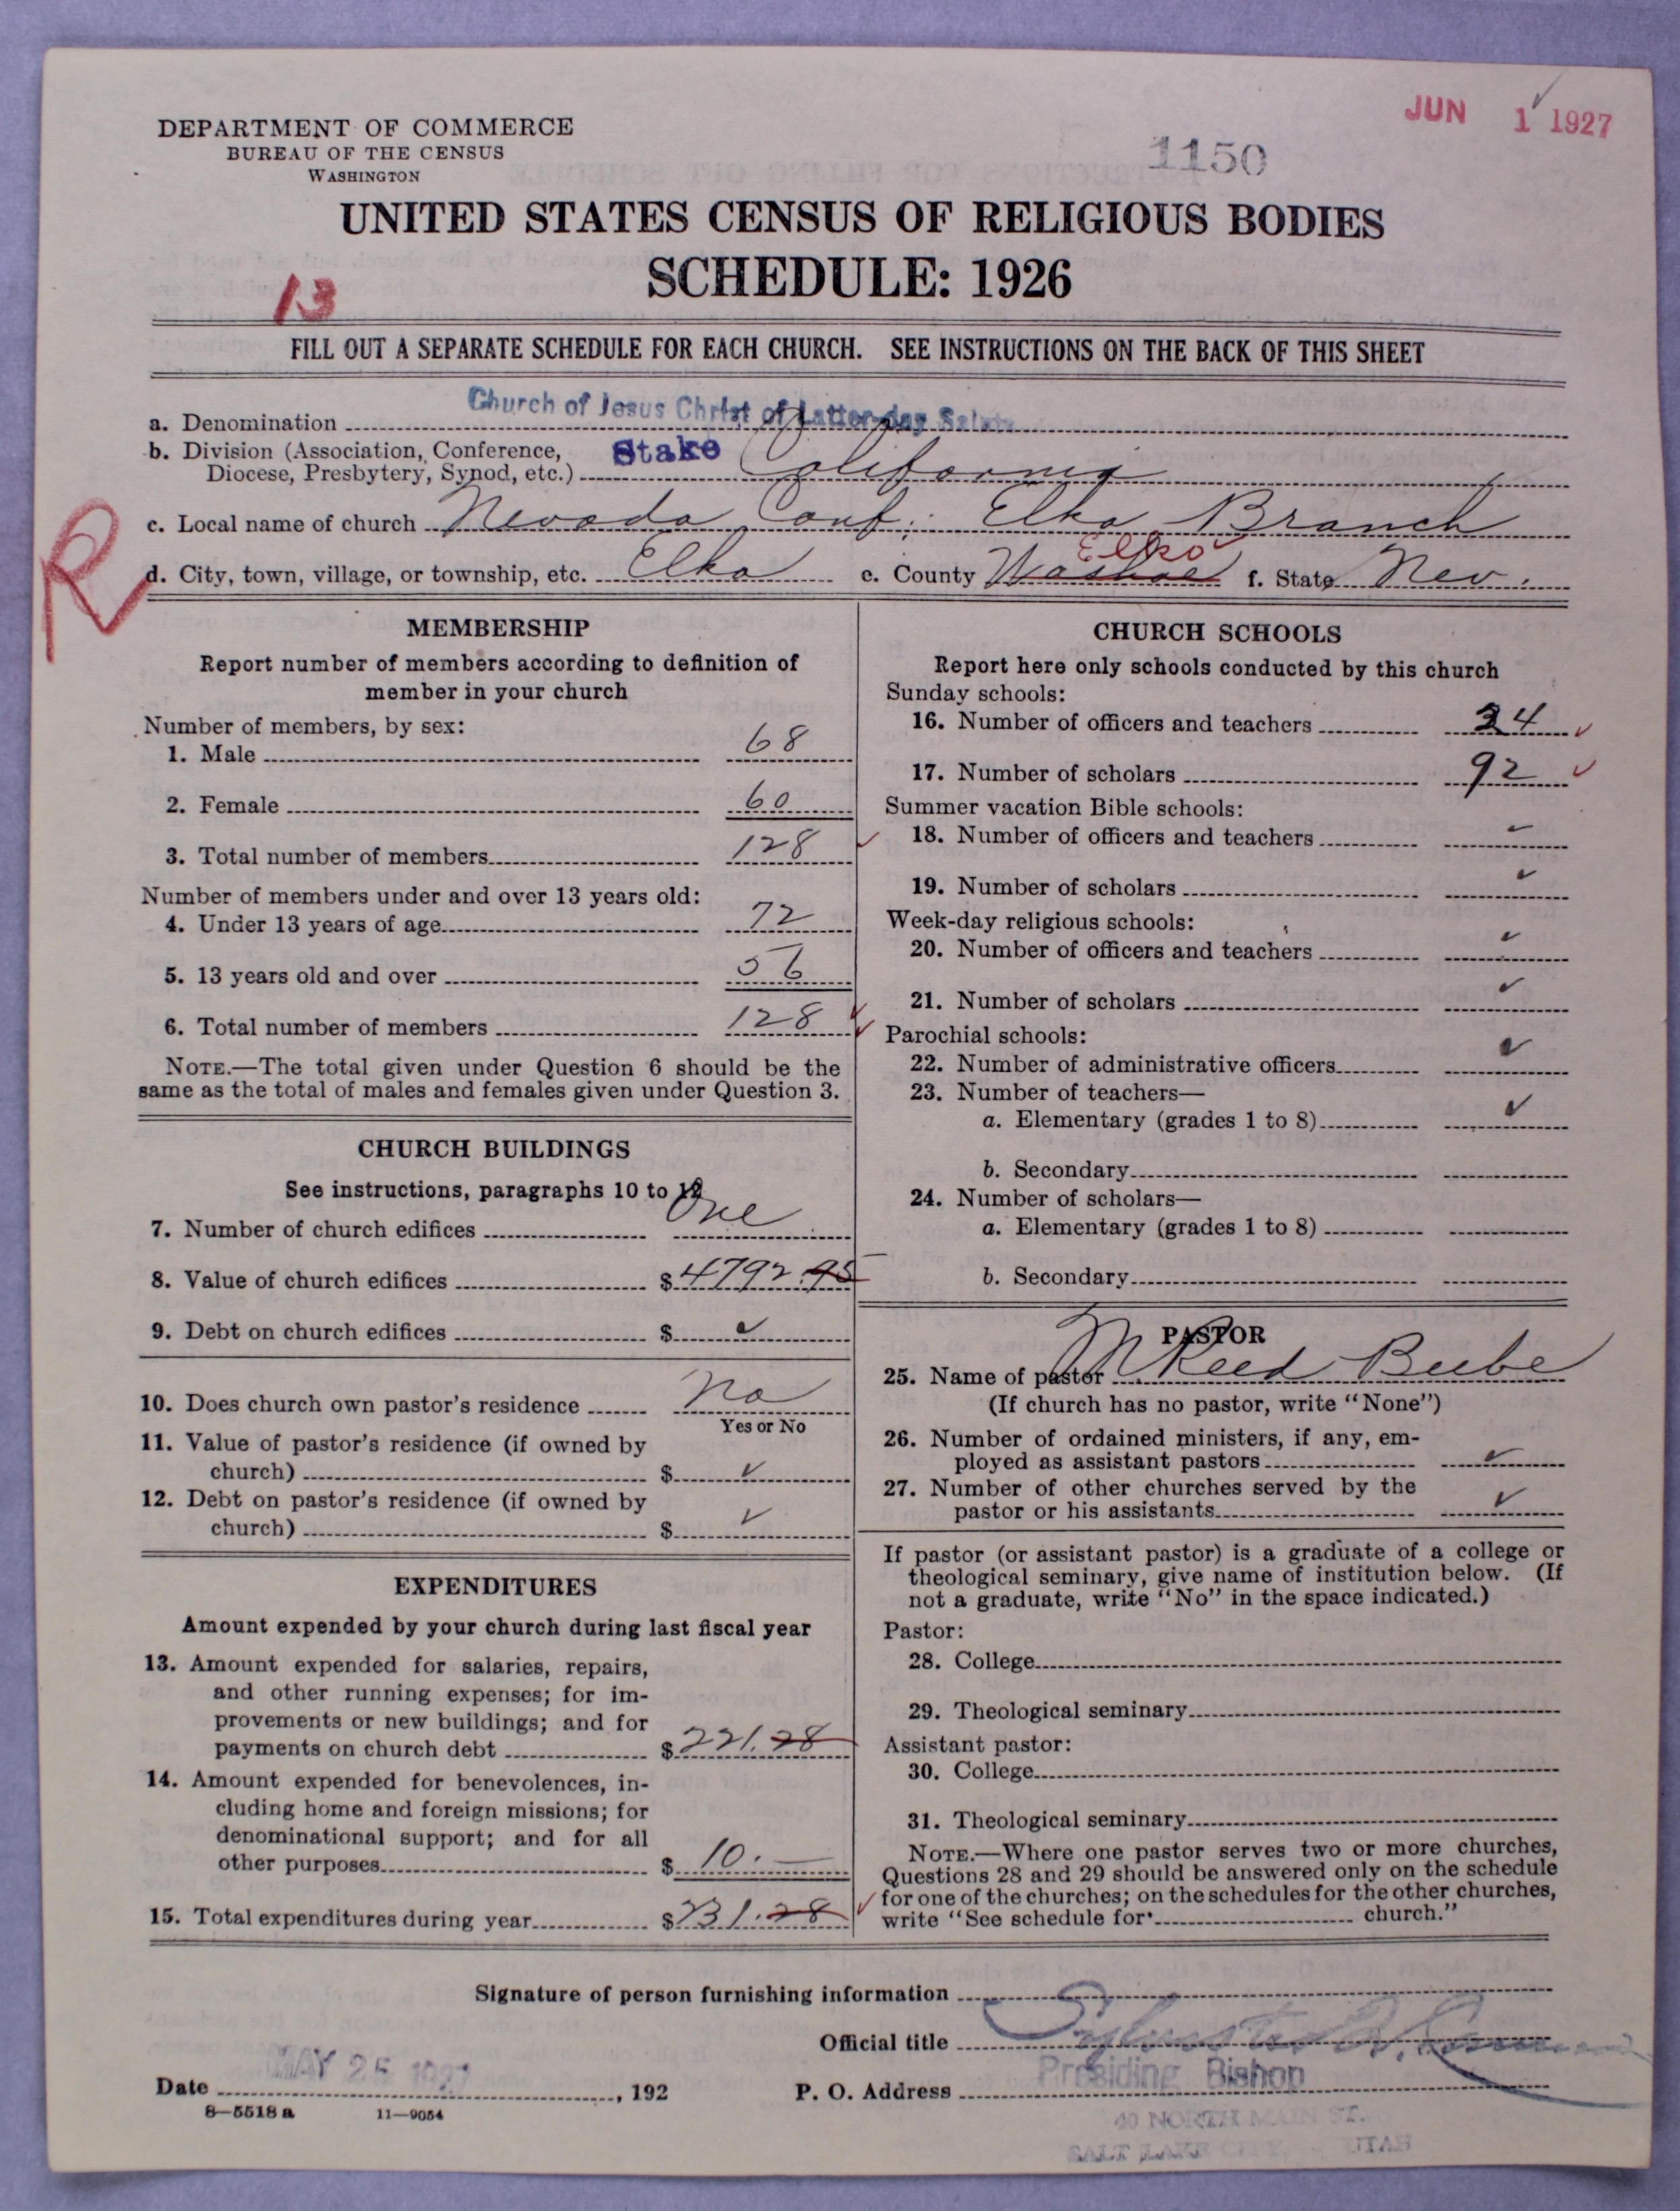 JUN 1 1927
DEPARTMENT OF COMMERCE
BUREAU OF THE CENSUS
WASHINGTON
1150
UNITED STATES CENSUS OF RELIGIOUS BODIES
SCHEDULE: 1926
13
FILL OUT A SEPARATE SCHEDULE FOR EACH CHURCH. SEE INSTRUCTIONS ON THE BACK OF THIS SHEET
a. Denomination Church of Jesus Christ of Latter-day Saints
b. Division (Association, Conference, Diocese, Presbytery, Synod, etc.) Stake California
c. Local name of church Nevada Conf. Elko Branch
R
d. City, town, village, or township, etc. Elko e. County Washoe Elko f. State Nev.
MEMBERSHIP
Report number of members according to definition of
member in your church
Number of members, by sex:
1. Male 68
2. Female 60
3. Total number of members 128
Number of members under and over 13 years old:
4. Under 13 years of age 72
5. 13 years old and over 56
6. Total number of members 128
NOTE.—The total given under Question 6 should be the
same as the total of males and females given under Question 3.
CHURCH BUILDINGS
See instructions, paragraphs 10 to 12
7. Number of church edifices One
8. Value of church edifices $4792.95
9. Debt on church edifices $ ✓
10. Does church own pastor's residence No
Yes or No
11. Value of pastor's residence (if owned by
church) $ ✓
12. Debt on pastor's residence (if owned by
church) $ ✓
EXPENDITURES
Amount expended by your church during last fiscal year
13. Amount expended for salaries, repairs,
and other running expenses; for im-
provements or new buildings; and for
payments on church debt $221.28
14. Amount expended for benevolences, in-
cluding home and foreign missions; for
denominational support; and for all
other purposes $10.—
15. Total expenditures during year $231.28
CHURCH SCHOOLS
Report here only schools conducted by this church
Sunday schools:
16. Number of officers and teachers 24
17. Number of scholars 92
Summer vacation Bible schools:
18. Number of officers and teachers ✓
19. Number of scholars ✓
Week-day religious schools:
20. Number of officers and teachers ✓
21. Number of scholars ✓
Parochial schools:
22. Number of administrative officers ✓
23. Number of teachers—
a. Elementary (grades 1 to 8) ✓
b. Secondary
24. Number of scholars—
a. Elementary (grades 1 to 8)
b. Secondary
PASTOR
25. Name of pastor M Reed Beebe
(If church has no pastor, write "None")
26. Number of ordained ministers, if any, em-
ployed as assistant pastors ✓
27. Number of other churches served by the
pastor or his assistants ✓
If pastor (or assistant pastor) is a graduate of a college or
theological seminary, give name of institution below. (If
not a graduate, write "No" in the space indicated.)
Pastor:
28. College
29. Theological seminary
Assistant pastor:
30. College
31. Theological seminary
NOTE.—Where one pastor serves two or more churches,
Questions 28 and 29 should be answered only on the schedule
for one of the churches; on the schedules for the other churches,
write "See schedule for church."
Signature of person furnishing information
Official title Presiding Bishop
Date MAY 25 1927, 192
P. O. Address 40 NORTH MAIN ST.
SALT LAKE CITY, UTAH
8—5518 a 11—9054